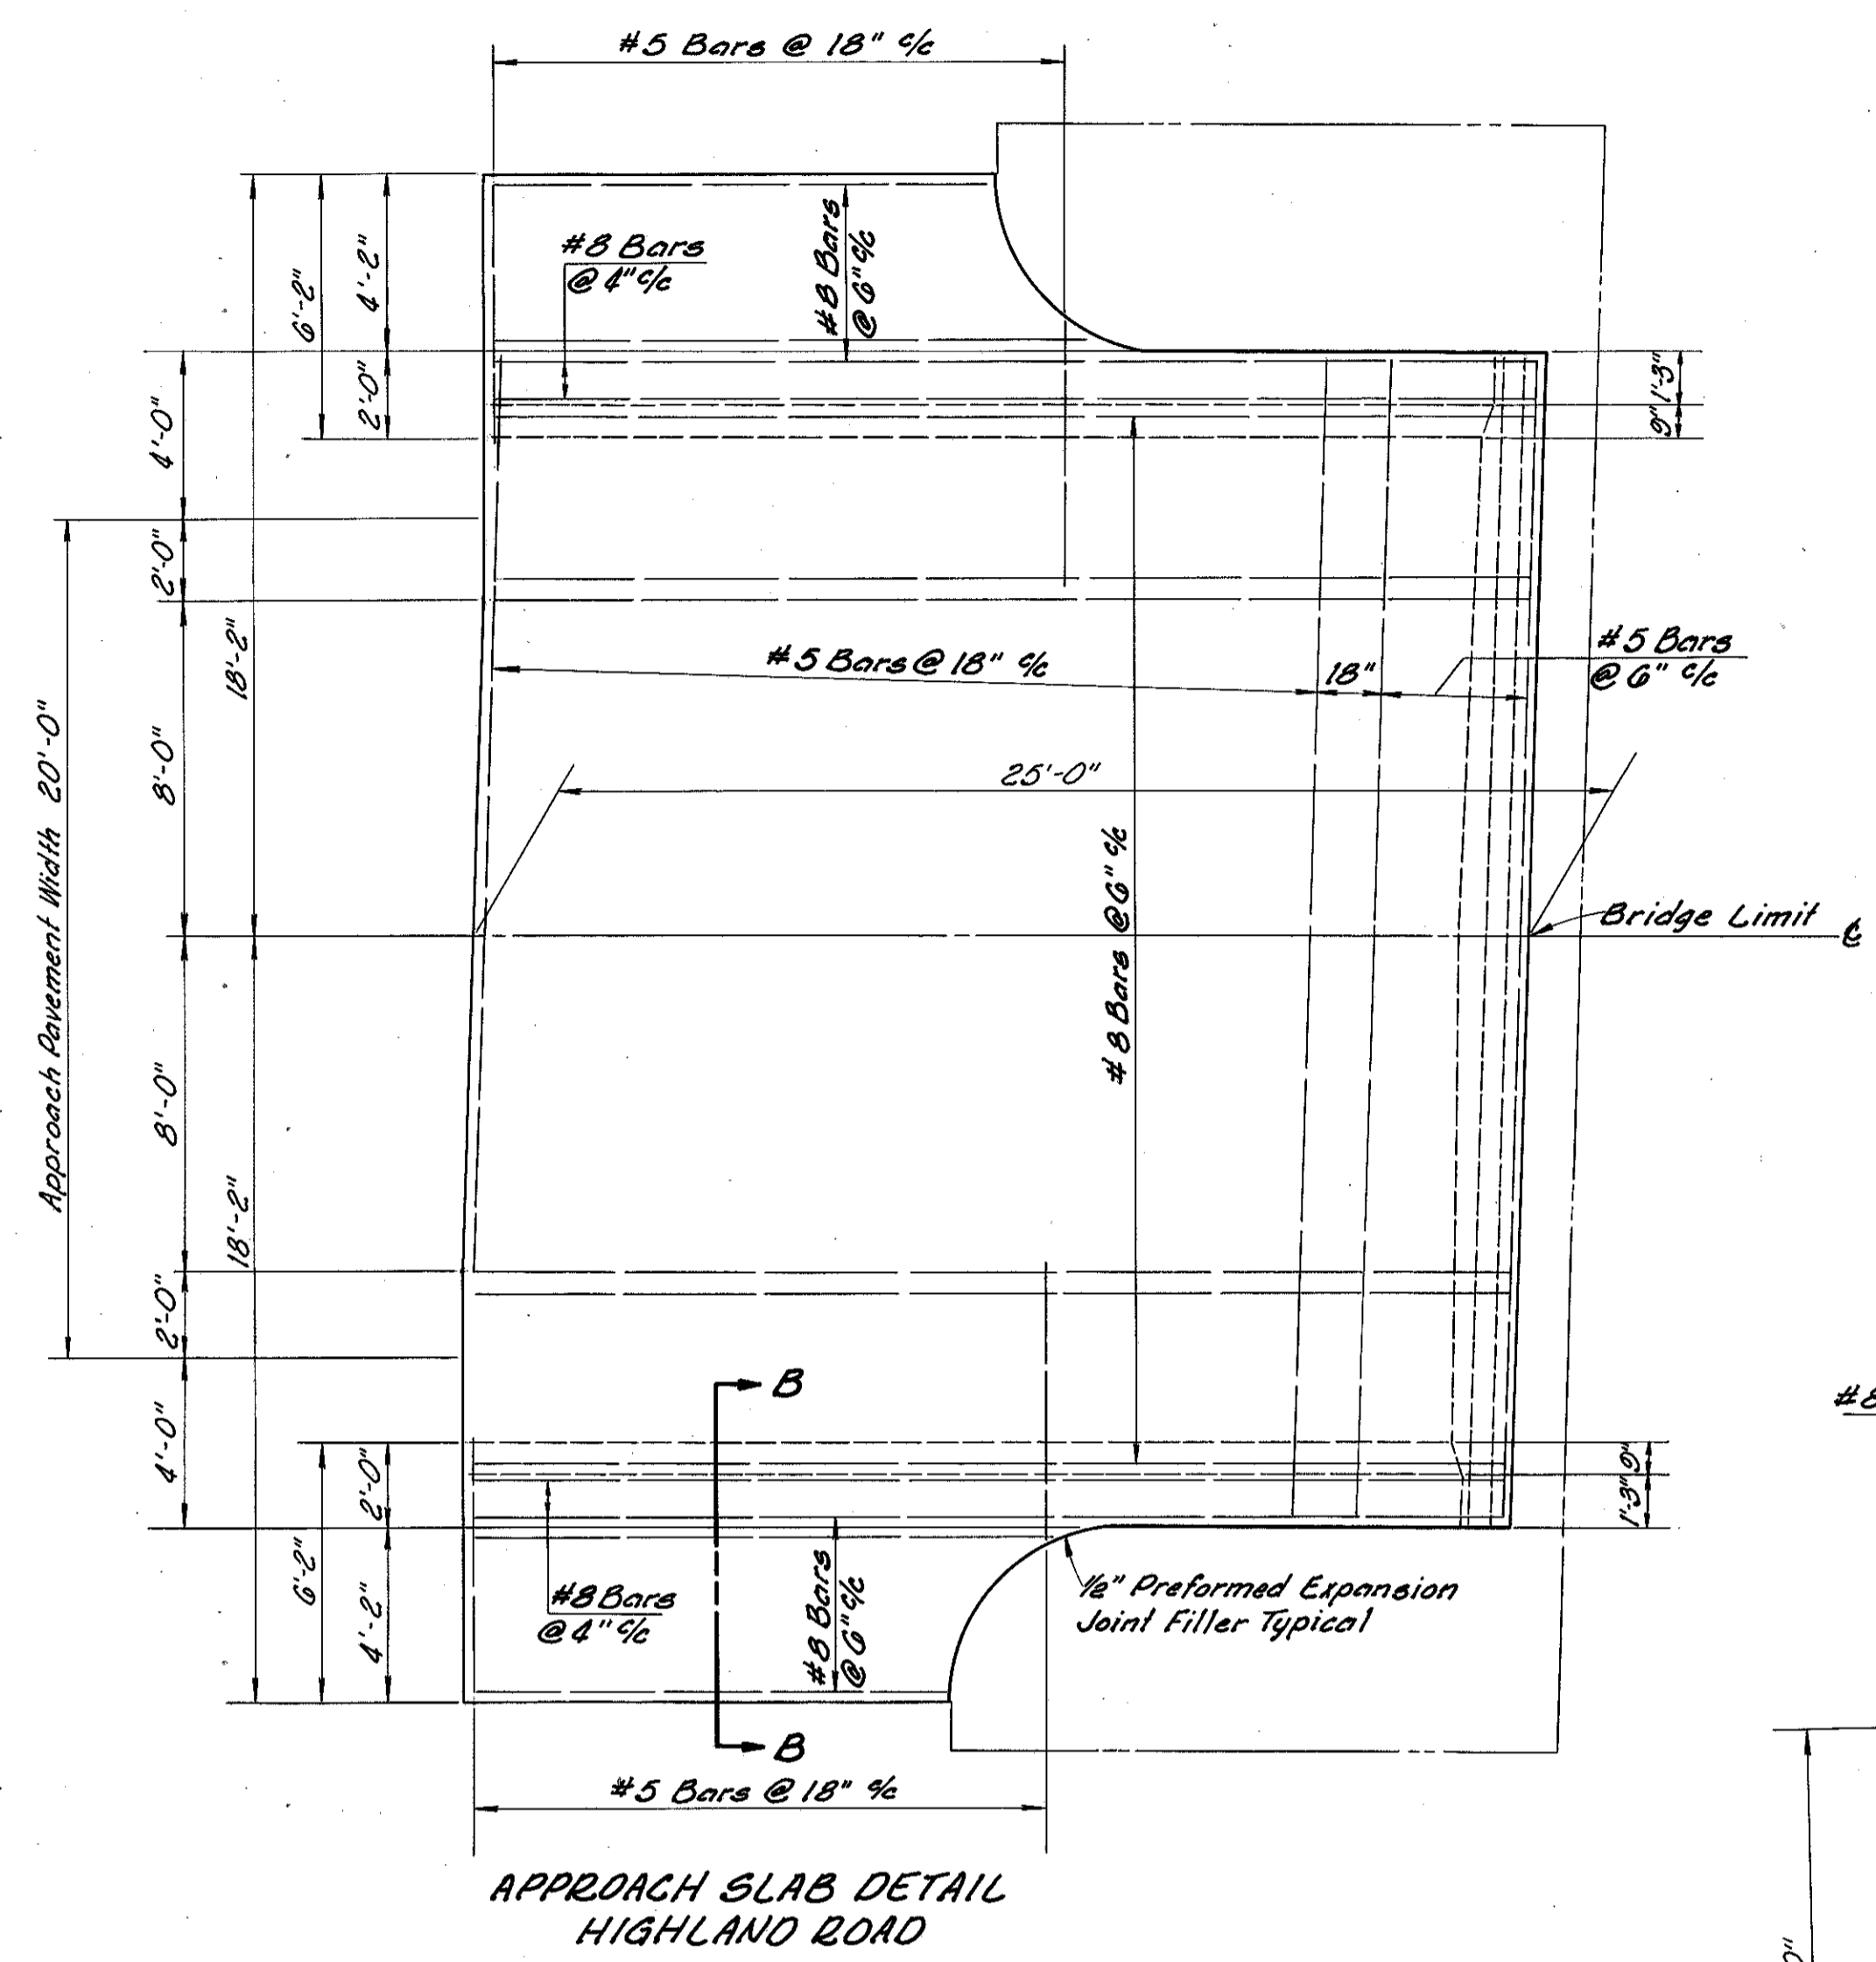 #5 Bars @ 18" c/c
#8 Bars
@ 4" c/c
#8 Bars
@ 6" c/c
6'-2"
4'-2"
2'-0"
4'-0"
2'-0"
18'-2"
8'-0"
1'-3"
9"
#5 Bars @ 18" c/c
18"
#5 Bars
@ 6" c/c
25'-0"
Approach Pavement Width 20'-0"
#8 Bars @ 6" c/c
Bridge Limit
℄
8'-0"
18'-2"
2'-0"
4'-0"
B
#8
2'-0"
6'-2"
4'-2"
9"
1'-3"
#8 Bars
@ 4" c/c
#8 Bars
@ 6" c/c
1/2" Preformed Expansion
Joint Filler Typical
B
#5 Bars @ 18" c/c
APPROACH SLAB DETAIL
HIGHLAND ROAD